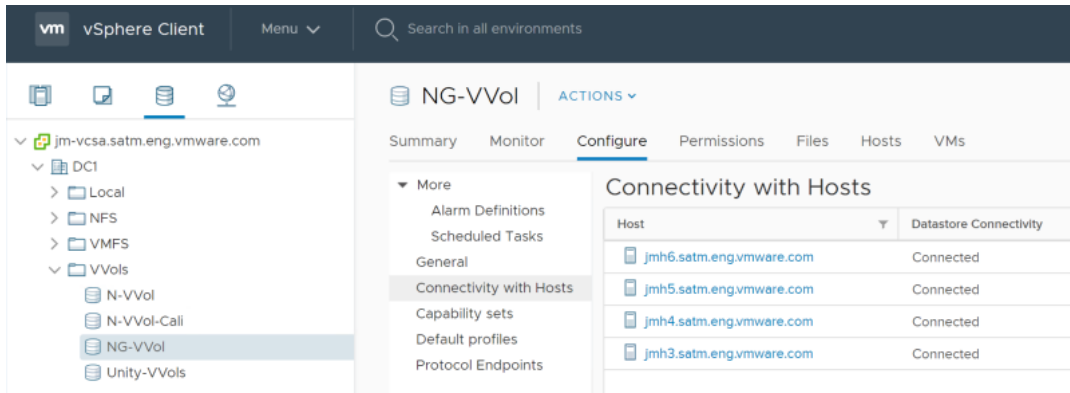 vm vSphere Client Menu Search in all environments
jm-vcsa.satm.eng.vmware.com
DC1
Local
NFS
VMFS
VVols
N-VVol
N-VVol-Cali
NG-VVol
Unity-VVols
NG-VVol ACTIONS
Summary Monitor Configure Permissions Files Hosts VMs
More
Alarm Definitions
Scheduled Tasks
General
Connectivity with Hosts
Capability sets
Default profiles
Protocol Endpoints
Connectivity with Hosts
Host Datastore Connectivity
jmh6.satm.eng.vmware.com Connected
jmh5.satm.eng.vmware.com Connected
jmh4.satm.eng.vmware.com Connected
jmh3.satm.eng.vmware.com Connected